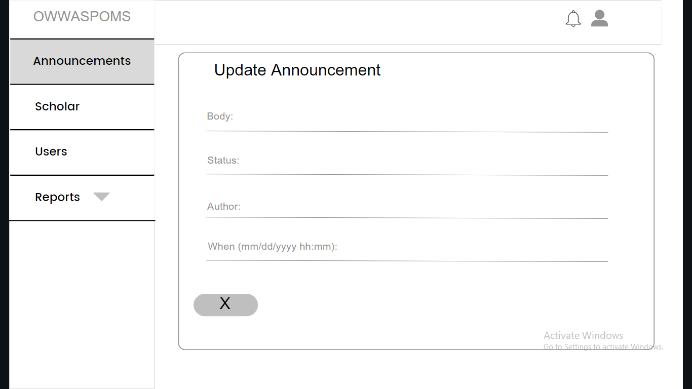 OWWASPOMS
Announcements
Scholar
Users
Reports
Update Announcement
Body:
Status:
Author:
When (mm/dd/yyyy hh:mm):
X
Activate Windows
Go to Settings to activate Windows.